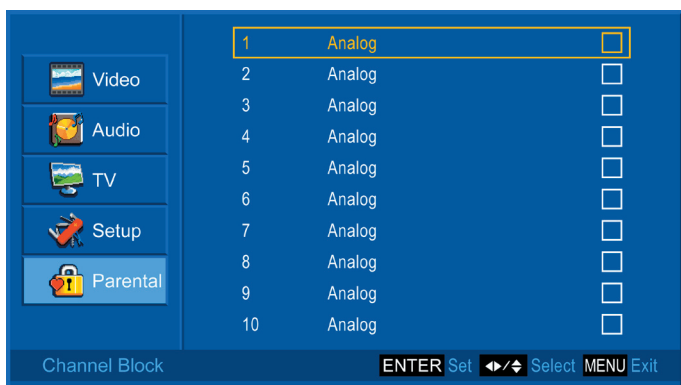 Video
Audio
TV
Setup
Parental
1 Analog
2 Analog
3 Analog
4 Analog
5 Analog
6 Analog
7 Analog
8 Analog
9 Analog
10 Analog
Channel Block
ENTER Set Select MENU Exit